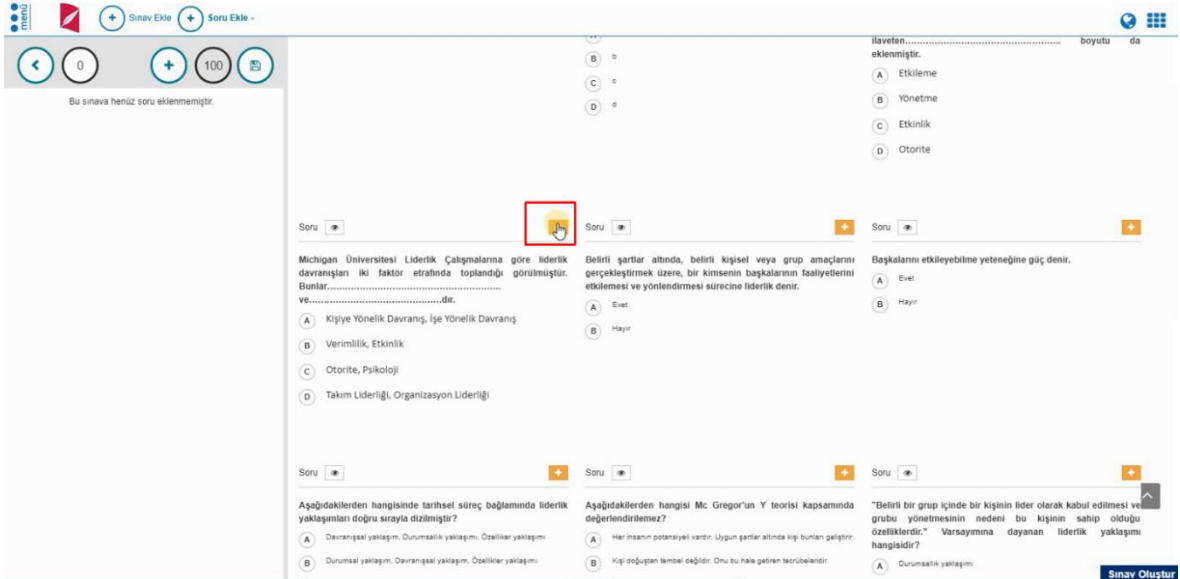 menü
Sınav Ekle
Soru Ekle
0
100
Bu sınava henüz soru eklenmemiştir.
B b
C c
D d
ilaveten............................................................ boyutu da
eklenmiştir.
A Etkileme
B Yönetme
C Etkinlik
D Otorite
Soru
Michigan Üniversitesi Liderlik Çalışmalarına göre liderlik
davranışları iki faktör etrafında toplandığı görülmüştür.
Bunlar............................................................
ve..............................................dır.
A Kişiye Yönelik Davranış, İşe Yönelik Davranış
B Verimlilik, Etkinlik
C Otorite, Psikoloji
D Takım Liderliği, Organizasyon Liderliği
Soru
Belirli şartlar altında, belirli kişisel veya grup amaçlarını
gerçekleştirmek üzere, bir kimsenin başkalarının faaliyetlerini
etkilemesi ve yönlendirmesi sürecine liderlik denir.
A Evet
B Hayır
Soru
Başkalarını etkileyebilme yeteneğine güç denir.
A Evet
B Hayır
Soru
Aşağıdakilerden hangisinde tarihsel süreç bağlamında liderlik
yaklaşımları doğru sırayla dizilmiştir?
A Davranışsal yaklaşım, Durumsallık yaklaşım, Özellikler yaklaşımı
B Durumsal yaklaşım, Davranışsal yaklaşım, Özellikler yaklaşımı
Soru
Aşağıdakilerden hangisi Mc Gregor'un Y teorisi kapsamında
değerlendirilemez?
A Her insanın potansiyeli vardır. Uygun şartlar altında kişi bunları geliştirir.
B Kişi doğuştan tembel değildir. Onu bu hale getiren tecrübelerdir.
Soru
"Belirli bir grup içinde bir kişinin lider olarak kabul edilmesi ve
grubu yönetmesinin nedeni bu kişinin sahip olduğu
özelliklerdir." Varsayımına dayanan liderlik yaklaşımı
hangisidir?
A Durumsallık yaklaşımı
Sınav Oluştur